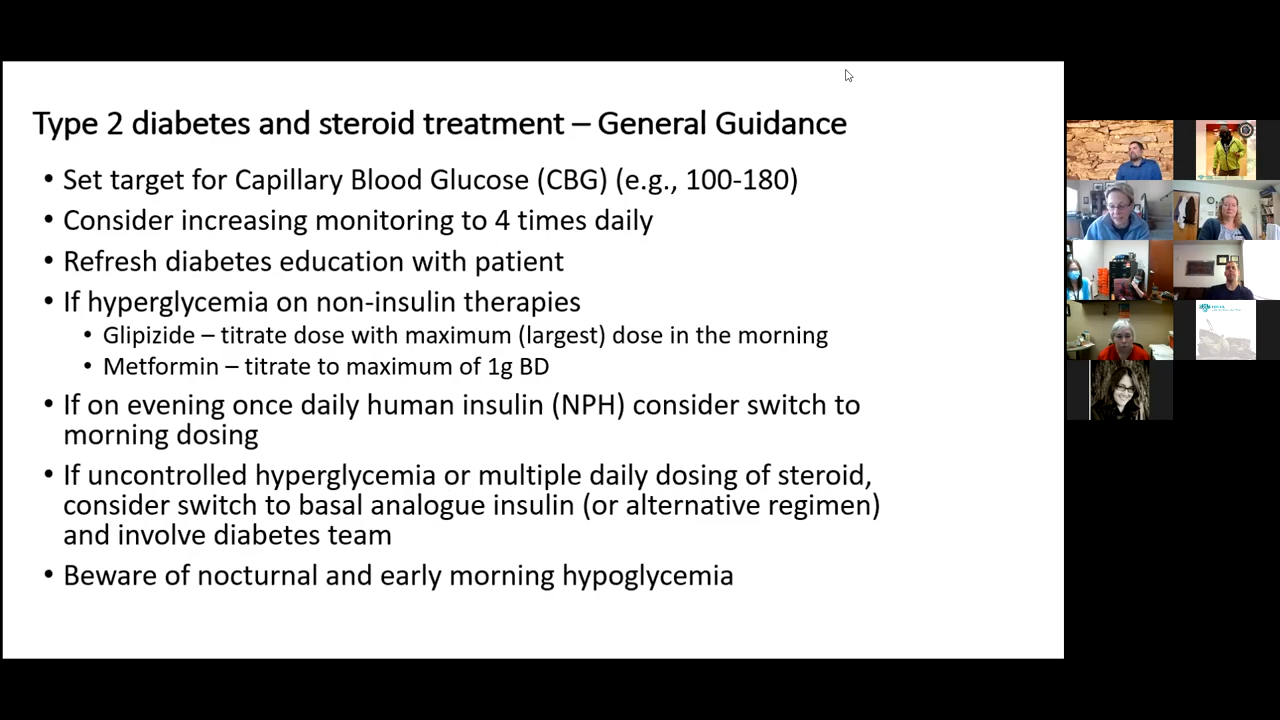 Type 2 diabetes and steroid treatment – General Guidance
• Set target for Capillary Blood Glucose (CBG) (e.g., 100-180)
• Consider increasing monitoring to 4 times daily
• Refresh diabetes education with patient
• If hyperglycemia on non-insulin therapies
• Glipizide – titrate dose with maximum (largest) dose in the morning
• Metformin – titrate to maximum of 1g BD
• If on evening once daily human insulin (NPH) consider switch to
morning dosing
• If uncontrolled hyperglycemia or multiple daily dosing of steroid,
consider switch to basal analogue insulin (or alternative regimen)
and involve diabetes team
• Beware of nocturnal and early morning hypoglycemia